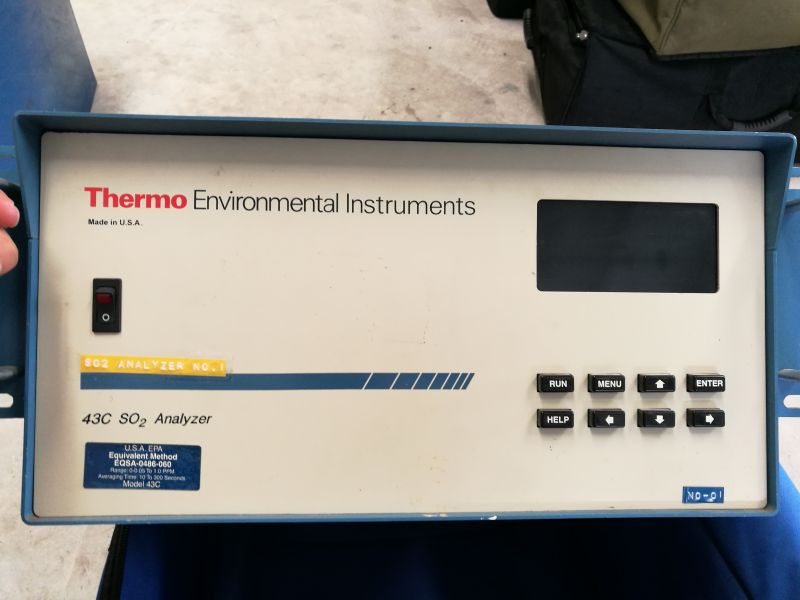 Thermo Environmental Instruments
Made in U.S.A.
O
SO2 ANALYZER NO.1
43C SO₂ Analyzer
U.S.A. EPA
Equivalent Method
EQSA-0486-060
Range: 0-0.05 To 1.0 PPM
Averaging Time: 10 To 300 Seconds
Model 43C
RUN MENU ENTER
HELP
NO-01